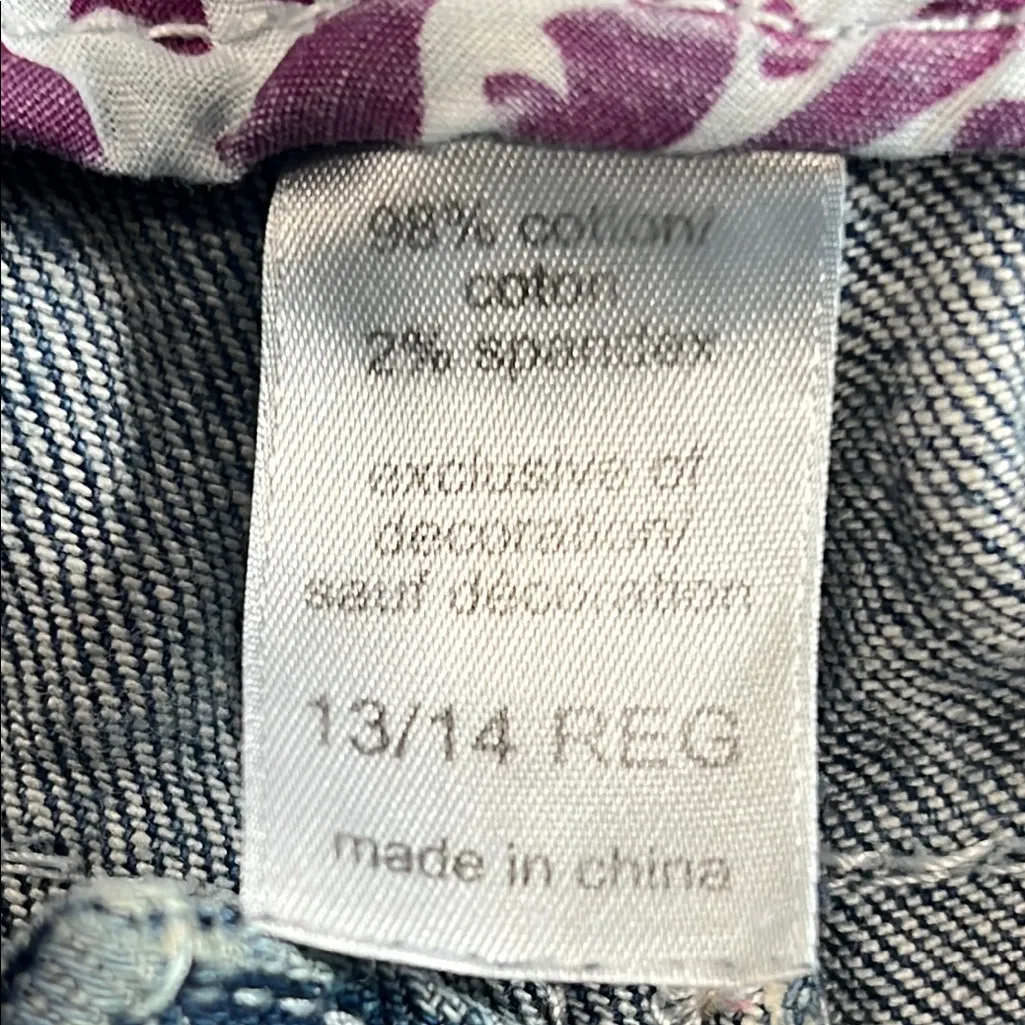 98% cotton/
coton
2% spandex
exclusive of
decoration/
sauf décoration
13/14 REG
made in china